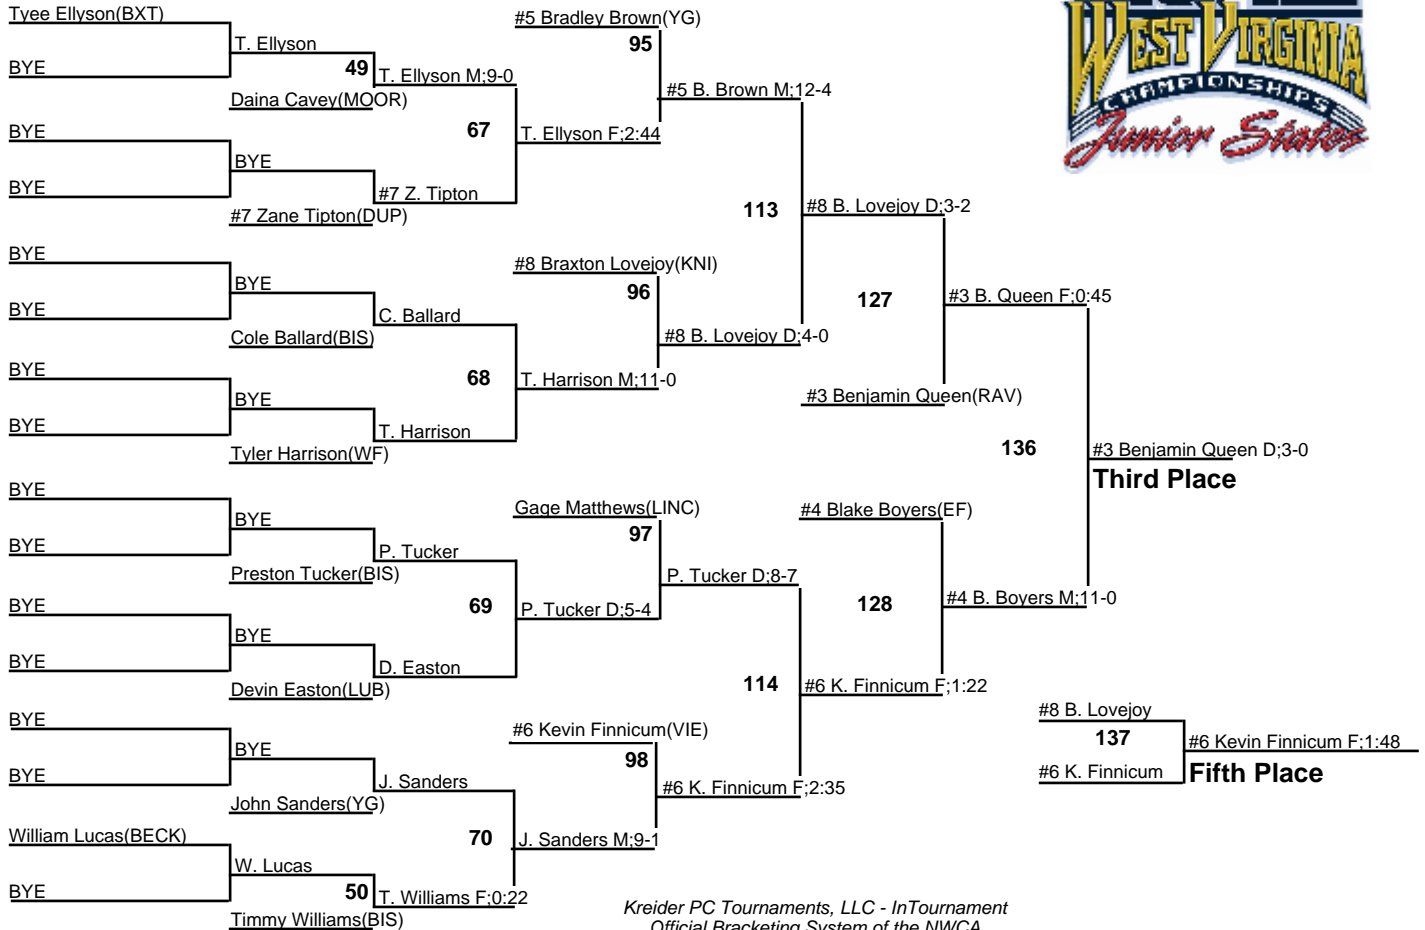 Tyee Ellyson(BXT)
BYE
T. Ellyson
49
Daina Cavey(MOOR)
T. Ellyson M;9-0
BYE
BYE
BYE
#7 Zane Tipton(DUP)
#7 Z. Tipton
67
T. Ellyson F;2:44
#5 Bradley Brown(YG)
95
#5 B. Brown M;12-4
BYE
BYE
BYE
Cole Ballard(BIS)
C. Ballard
BYE
BYE
BYE
Tyler Harrison(WF)
T. Harrison
68
T. Harrison M;11-0
#8 Braxton Lovejoy(KNI)
96
#8 B. Lovejoy D;4-0
113
#8 B. Lovejoy D;3-2
127
#3 Benjamin Queen(RAV)
#3 B. Queen F;0:45
BYE
BYE
BYE
Preston Tucker(BIS)
P. Tucker
BYE
BYE
BYE
Devin Easton(LUB)
D. Easton
69
P. Tucker D;5-4
Gage Matthews(LINC)
97
P. Tucker D;8-7
BYE
BYE
BYE
John Sanders(YG)
J. Sanders
William Lucas(BECK)
BYE
W. Lucas
50
Timmy Williams(BIS)
T. Williams F;0:22
70
J. Sanders M;9-1
#6 Kevin Finnicum(VIE)
98
#6 K. Finnicum F;2:35
114
#6 K. Finnicum F;1:22
#4 Blake Boyers(EF)
128
#4 B. Boyers M;11-0
136
#3 Benjamin Queen D;3-0
Third Place
#8 B. Lovejoy
137
#6 K. Finnicum
#6 Kevin Finnicum F;1:48
Fifth Place
WEST VIRGINIA
CHAMPIONSHIPS
Junior States
Kreider PC Tournaments, LLC - InTournament
Official Bracketing System of the NWCA